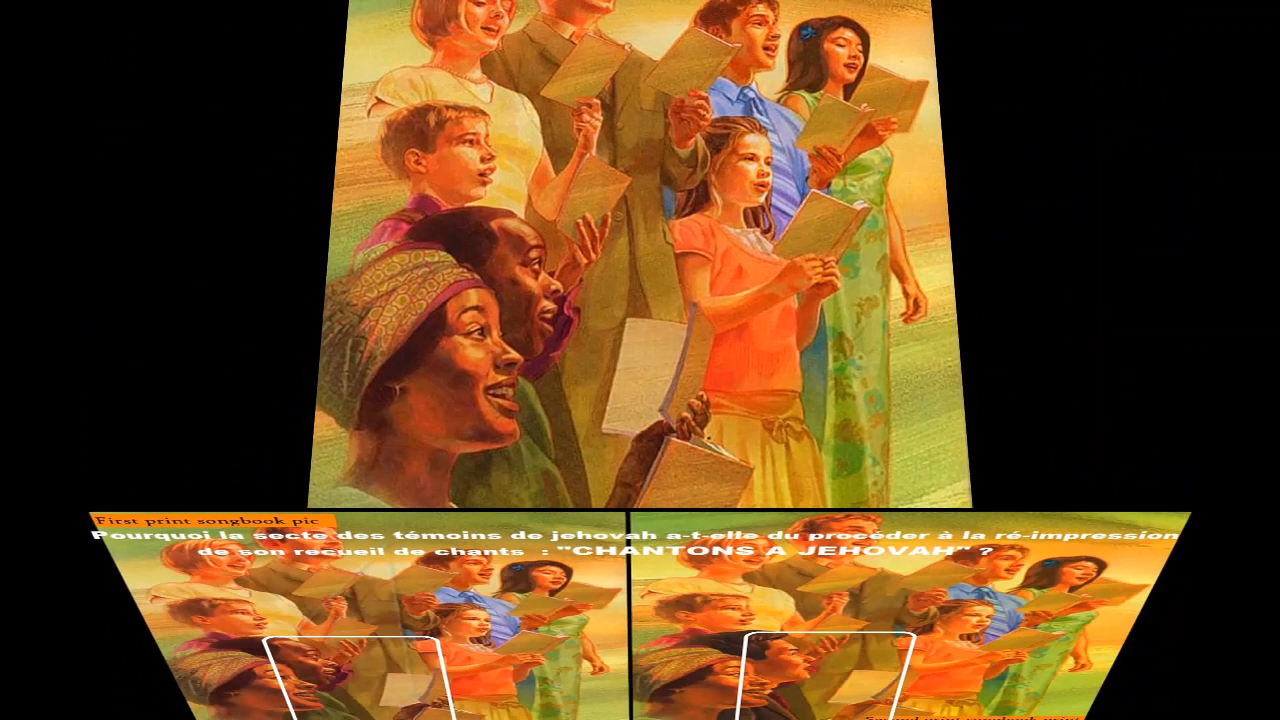 First print songbook pic
Pourquoi la secte des témoins de jehovah a-t-elle du procéder à la ré-impression
de son recueil de chants : "CHANTONS A JEHOVAH" ?